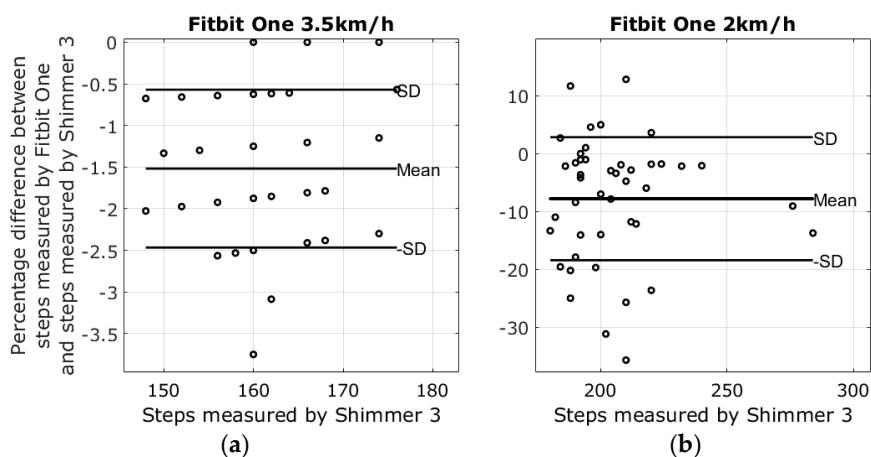 Fitbit One 3.5km/h
Percentage difference between
steps measured by Fitbit One
and steps measured by Shimmer 3
0
-0.5
-1
-1.5
-2
-2.5
-3
-3.5
SD
Mean
-SD
150
160
170
180
Steps measured by Shimmer 3
(a)
Fitbit One 2km/h
10
0
-10
-20
-30
SD
Mean
-SD
200
250
300
Steps measured by Shimmer 3
(b)